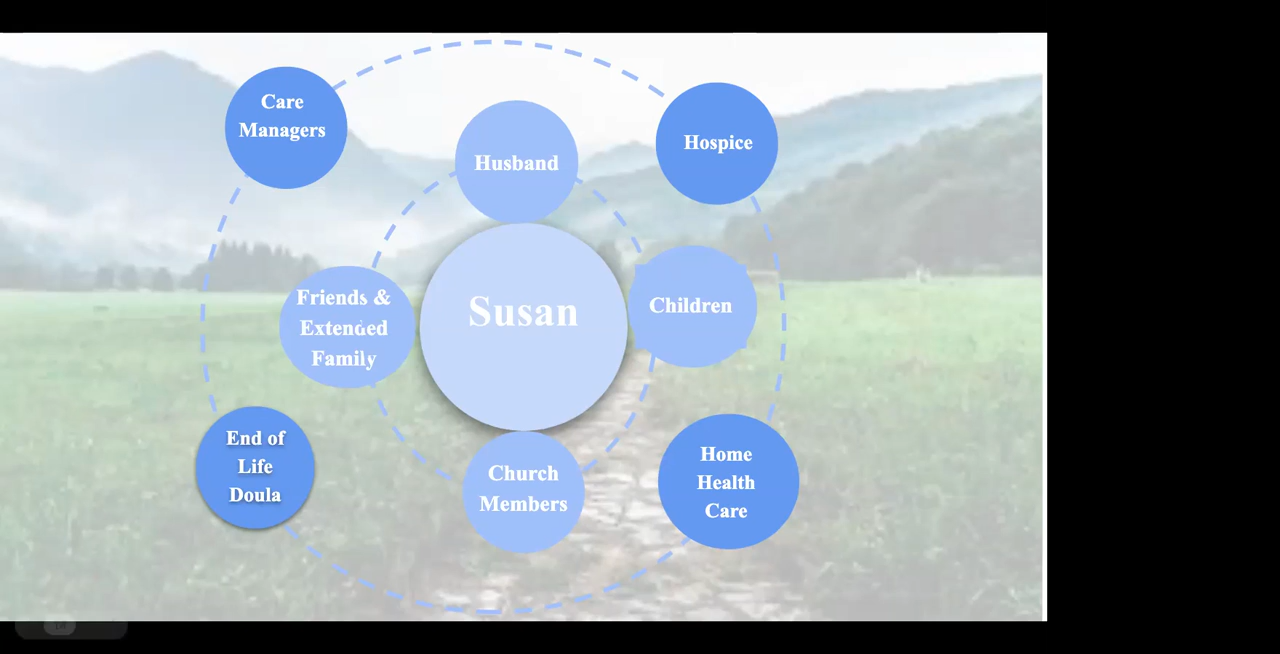 Care
Managers
Husband
Hospice
Friends &
Extended
Family
Susan
Children
End of
Life
Doula
Church
Members
Home
Health
Care